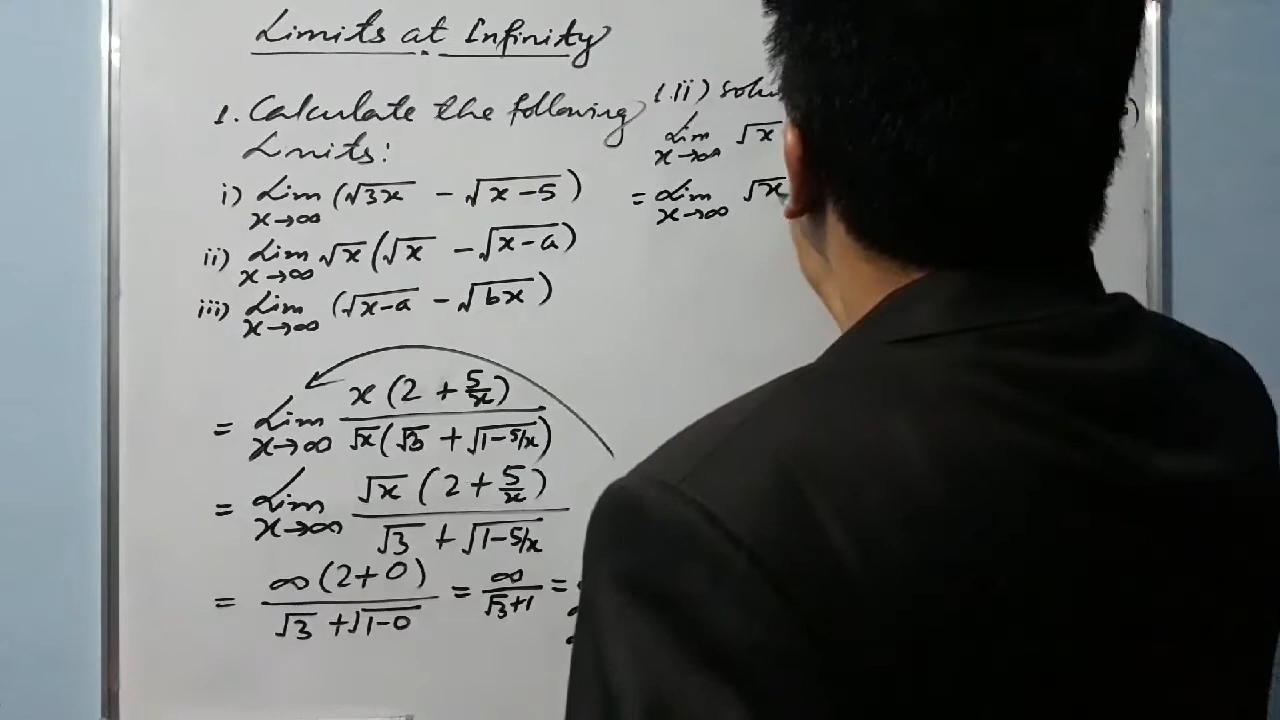 Limits at Infinity
1. Calculate the following
Limits:
i) Lim x→∞ (√3x - √x-5)
ii) Lim x→∞ √x (√x - √x-a)
iii) Lim x→∞ (√x-a - √bx)
= Lim x→∞ x(2 + 5/x) / √x(√3 + √1-5/x)
= Lim x→∞ √x (2 + 5/x) / √3 + √1-5/x
= ∞(2+0) / √3 + √1-0 = ∞ / √3+1 =
1.ii)
Lim x→∞ √x
= Lim x→∞ √x